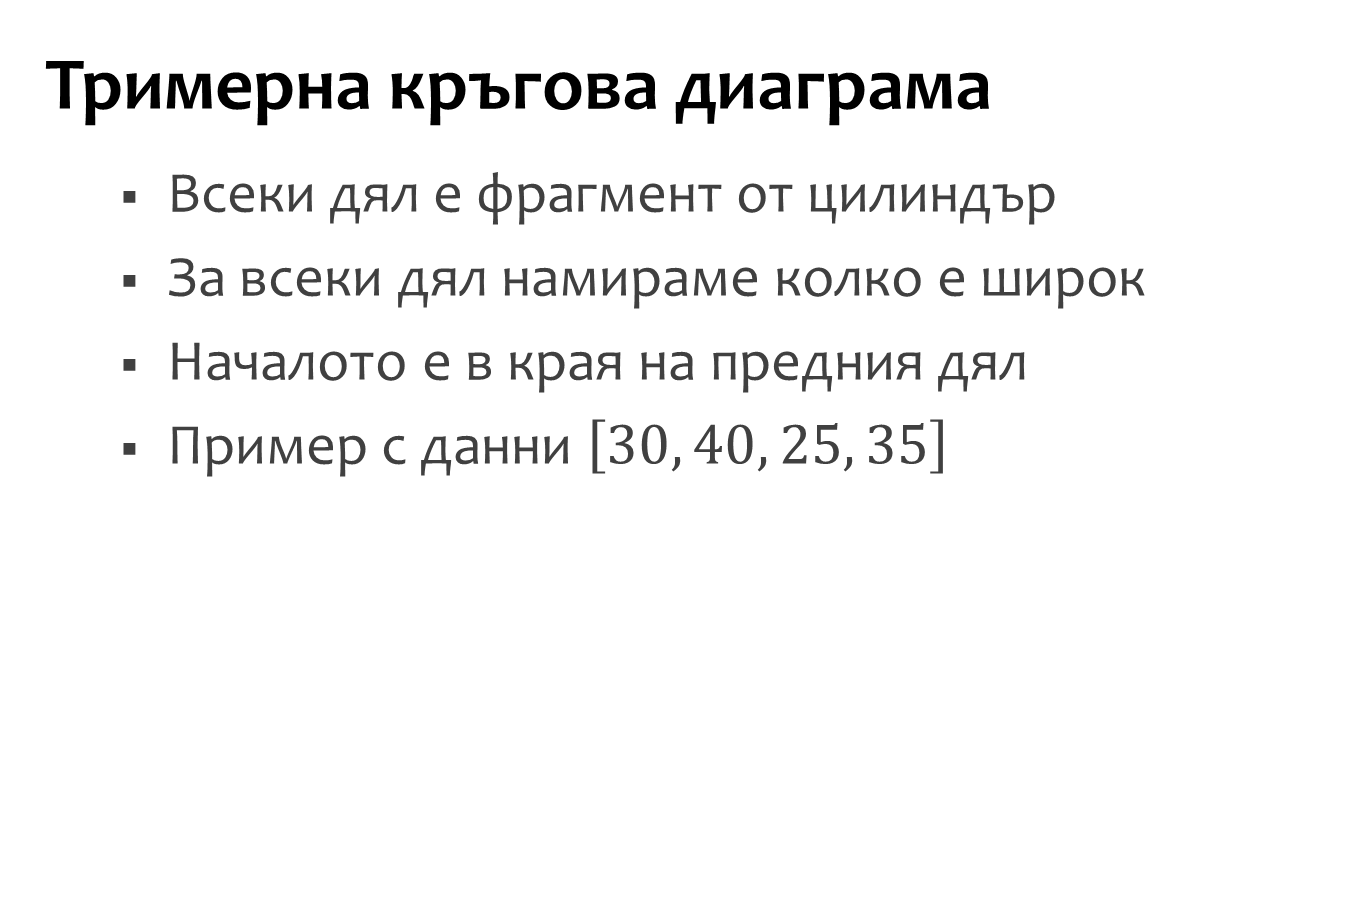 Тримерна кръгова диаграма
▪ Всеки дял е фрагмент от цилиндър
▪ За всеки дял намираме колко е широк
▪ Началото е в края на предния дял
▪ Пример с данни [30, 40, 25, 35]